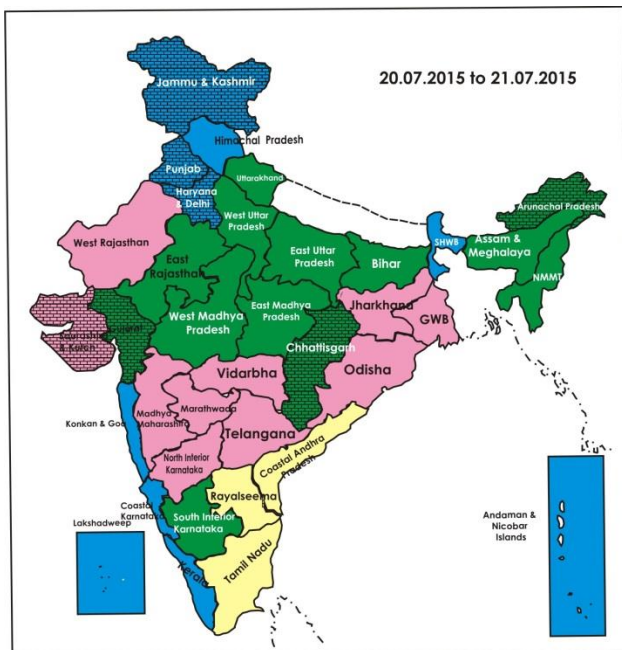 20.07.2015 to 21.07.2015
Jammu & Kashmir
Himachal Pradesh
Punjab
Haryana
& Delhi
Uttarakhand
West Uttar
Pradesh
Arunachal Pradesh
West Rajasthan
East
Rajasthan
East Uttar
Pradesh
Bihar
SHWB
Assam &
Meghalaya
NMMT
West Madhya
Pradesh
East Madhya
Pradesh
Jharkhand
GWB
Chhattisgarh
Vidarbha
Odisha
Konkan & Goa
Madhya
Maharashtra
Marathwada
Telangana
North Interior
Karnataka
Coastal Andhra
Pradesh
Rayalseema
Coastal
Karnataka
South Interior
Karnataka
Lakshadweep
Kerala
Tamil Nadu
Andaman &
Nicobar
Islands